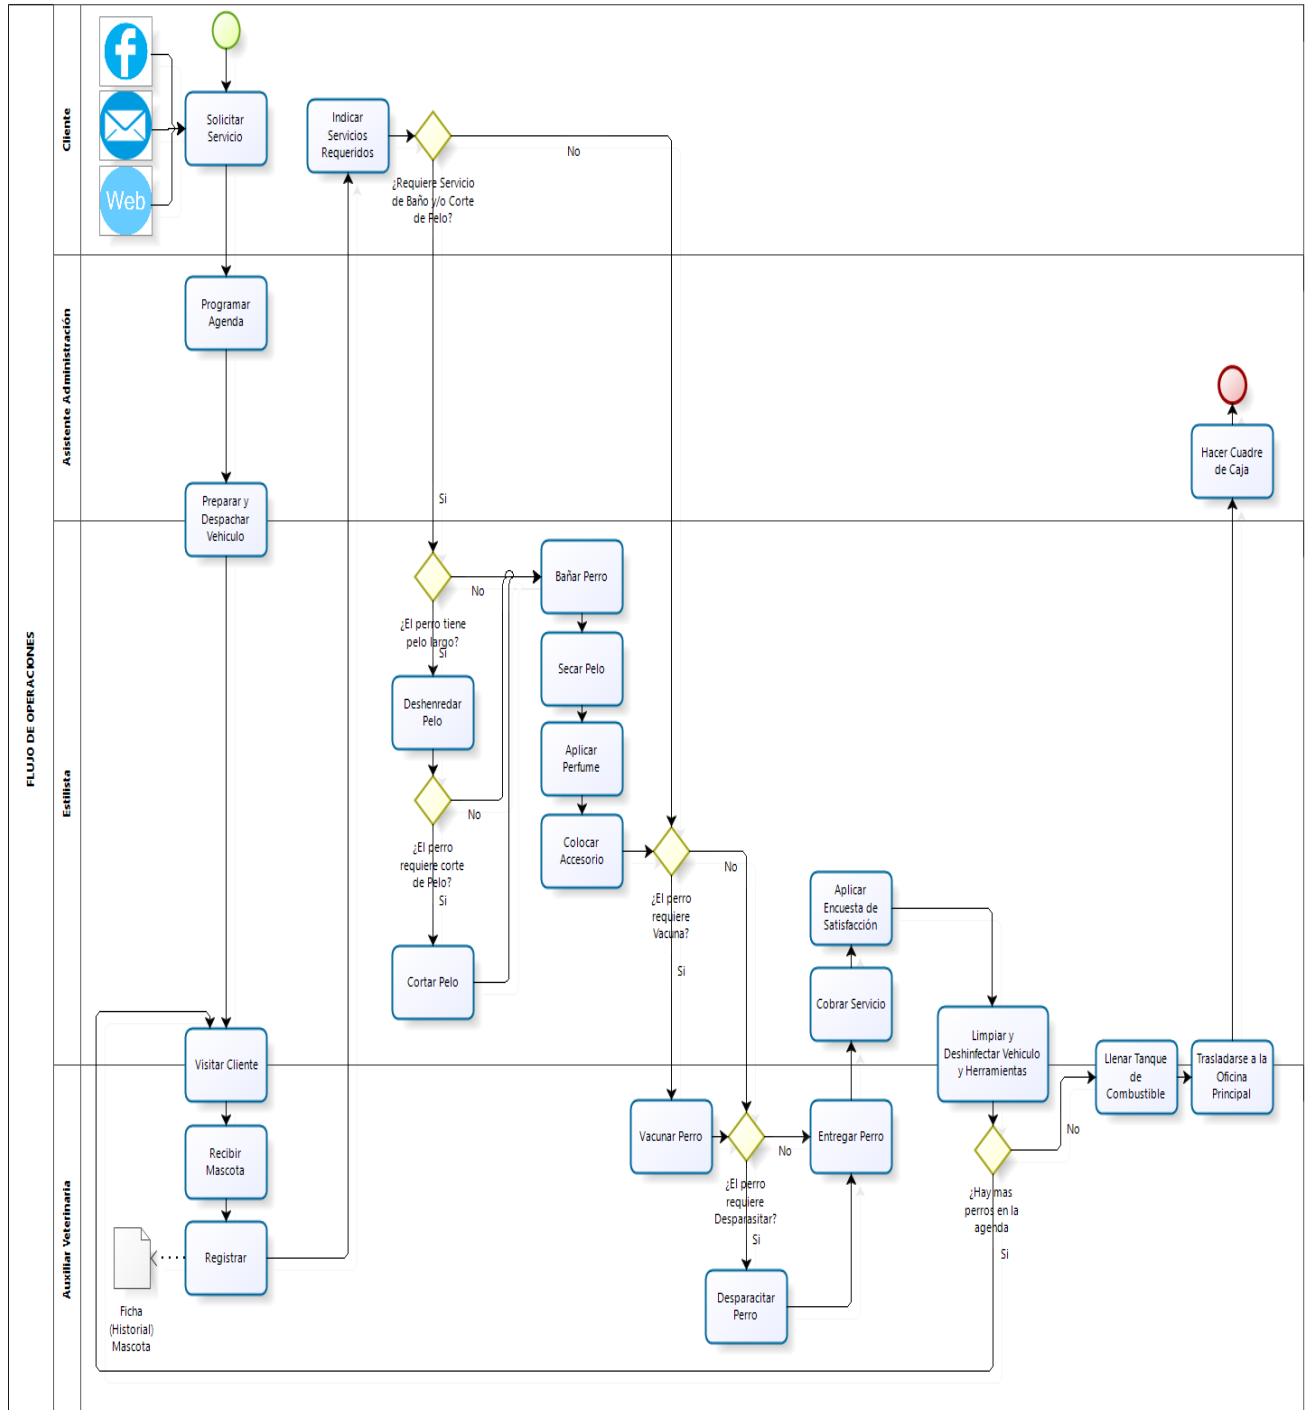 FLUJO DE OPERACIONES
Cliente
f
Web
Solicitar
Servicio
Indicar
Servicios
Requeridos
¿Requiere Servicio
de Baño y/o Corte
de Pelo?
No
Si
Asistente Administración
Programar
Agenda
Preparar y
Despachar
Vehiculo
Hacer Cuadre
de Caja
Estilista
¿El perro tiene
pelo largo?
No
Si
Deshenredar
Pelo
¿El perro
requiere corte
de Pelo?
No
Si
Cortar Pelo
Bañar Perro
Secar Pelo
Aplicar
Perfume
Colocar
Accesorio
¿El perro
requiere
Vacuna?
No
Si
Aplicar
Encuesta de
Satisfacción
Cobrar Servicio
Limpiar y
Deshinfectar Vehiculo
y Herramientas
Llenar Tanque
de
Combustible
Trasladarse a la
Oficina
Principal
Auxiliar Veterinaria
Visitar Cliente
Recibir
Mascota
Registrar
Ficha
(Historial)
Mascota
Vacunar Perro
¿El perro
requiere
Desparasitar?
No
Si
Desparacitar
Perro
Entregar Perro
¿Hay mas
perros en la
agenda
No
Si